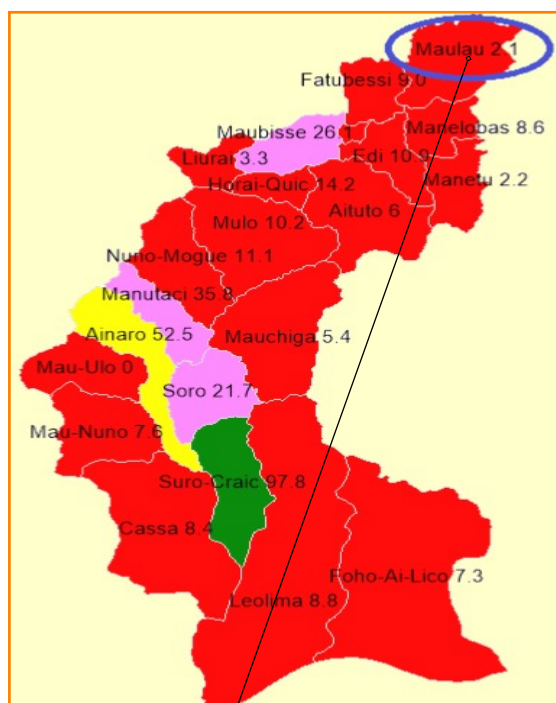 Maulau 2.1
Fatubessi 9.0
Maubisse 26.1
Manelobas 8.6
Liurai 3.3
Edi 10.9
Horai-Quic 14.2
Manetu 2.2
Mulo 10.2
Aituto 6
Nuno-Mogue 11.1
Manutaci 35.8
Ainaro 52.5
Mauchiga 5.4
Mau-Ulo 0
Soro 21.7
Mau-Nuno 7.6
Suro-Craic 97.8
Cassa 8.4
Foho-Ai-Lico 7.3
Leolima 8.8